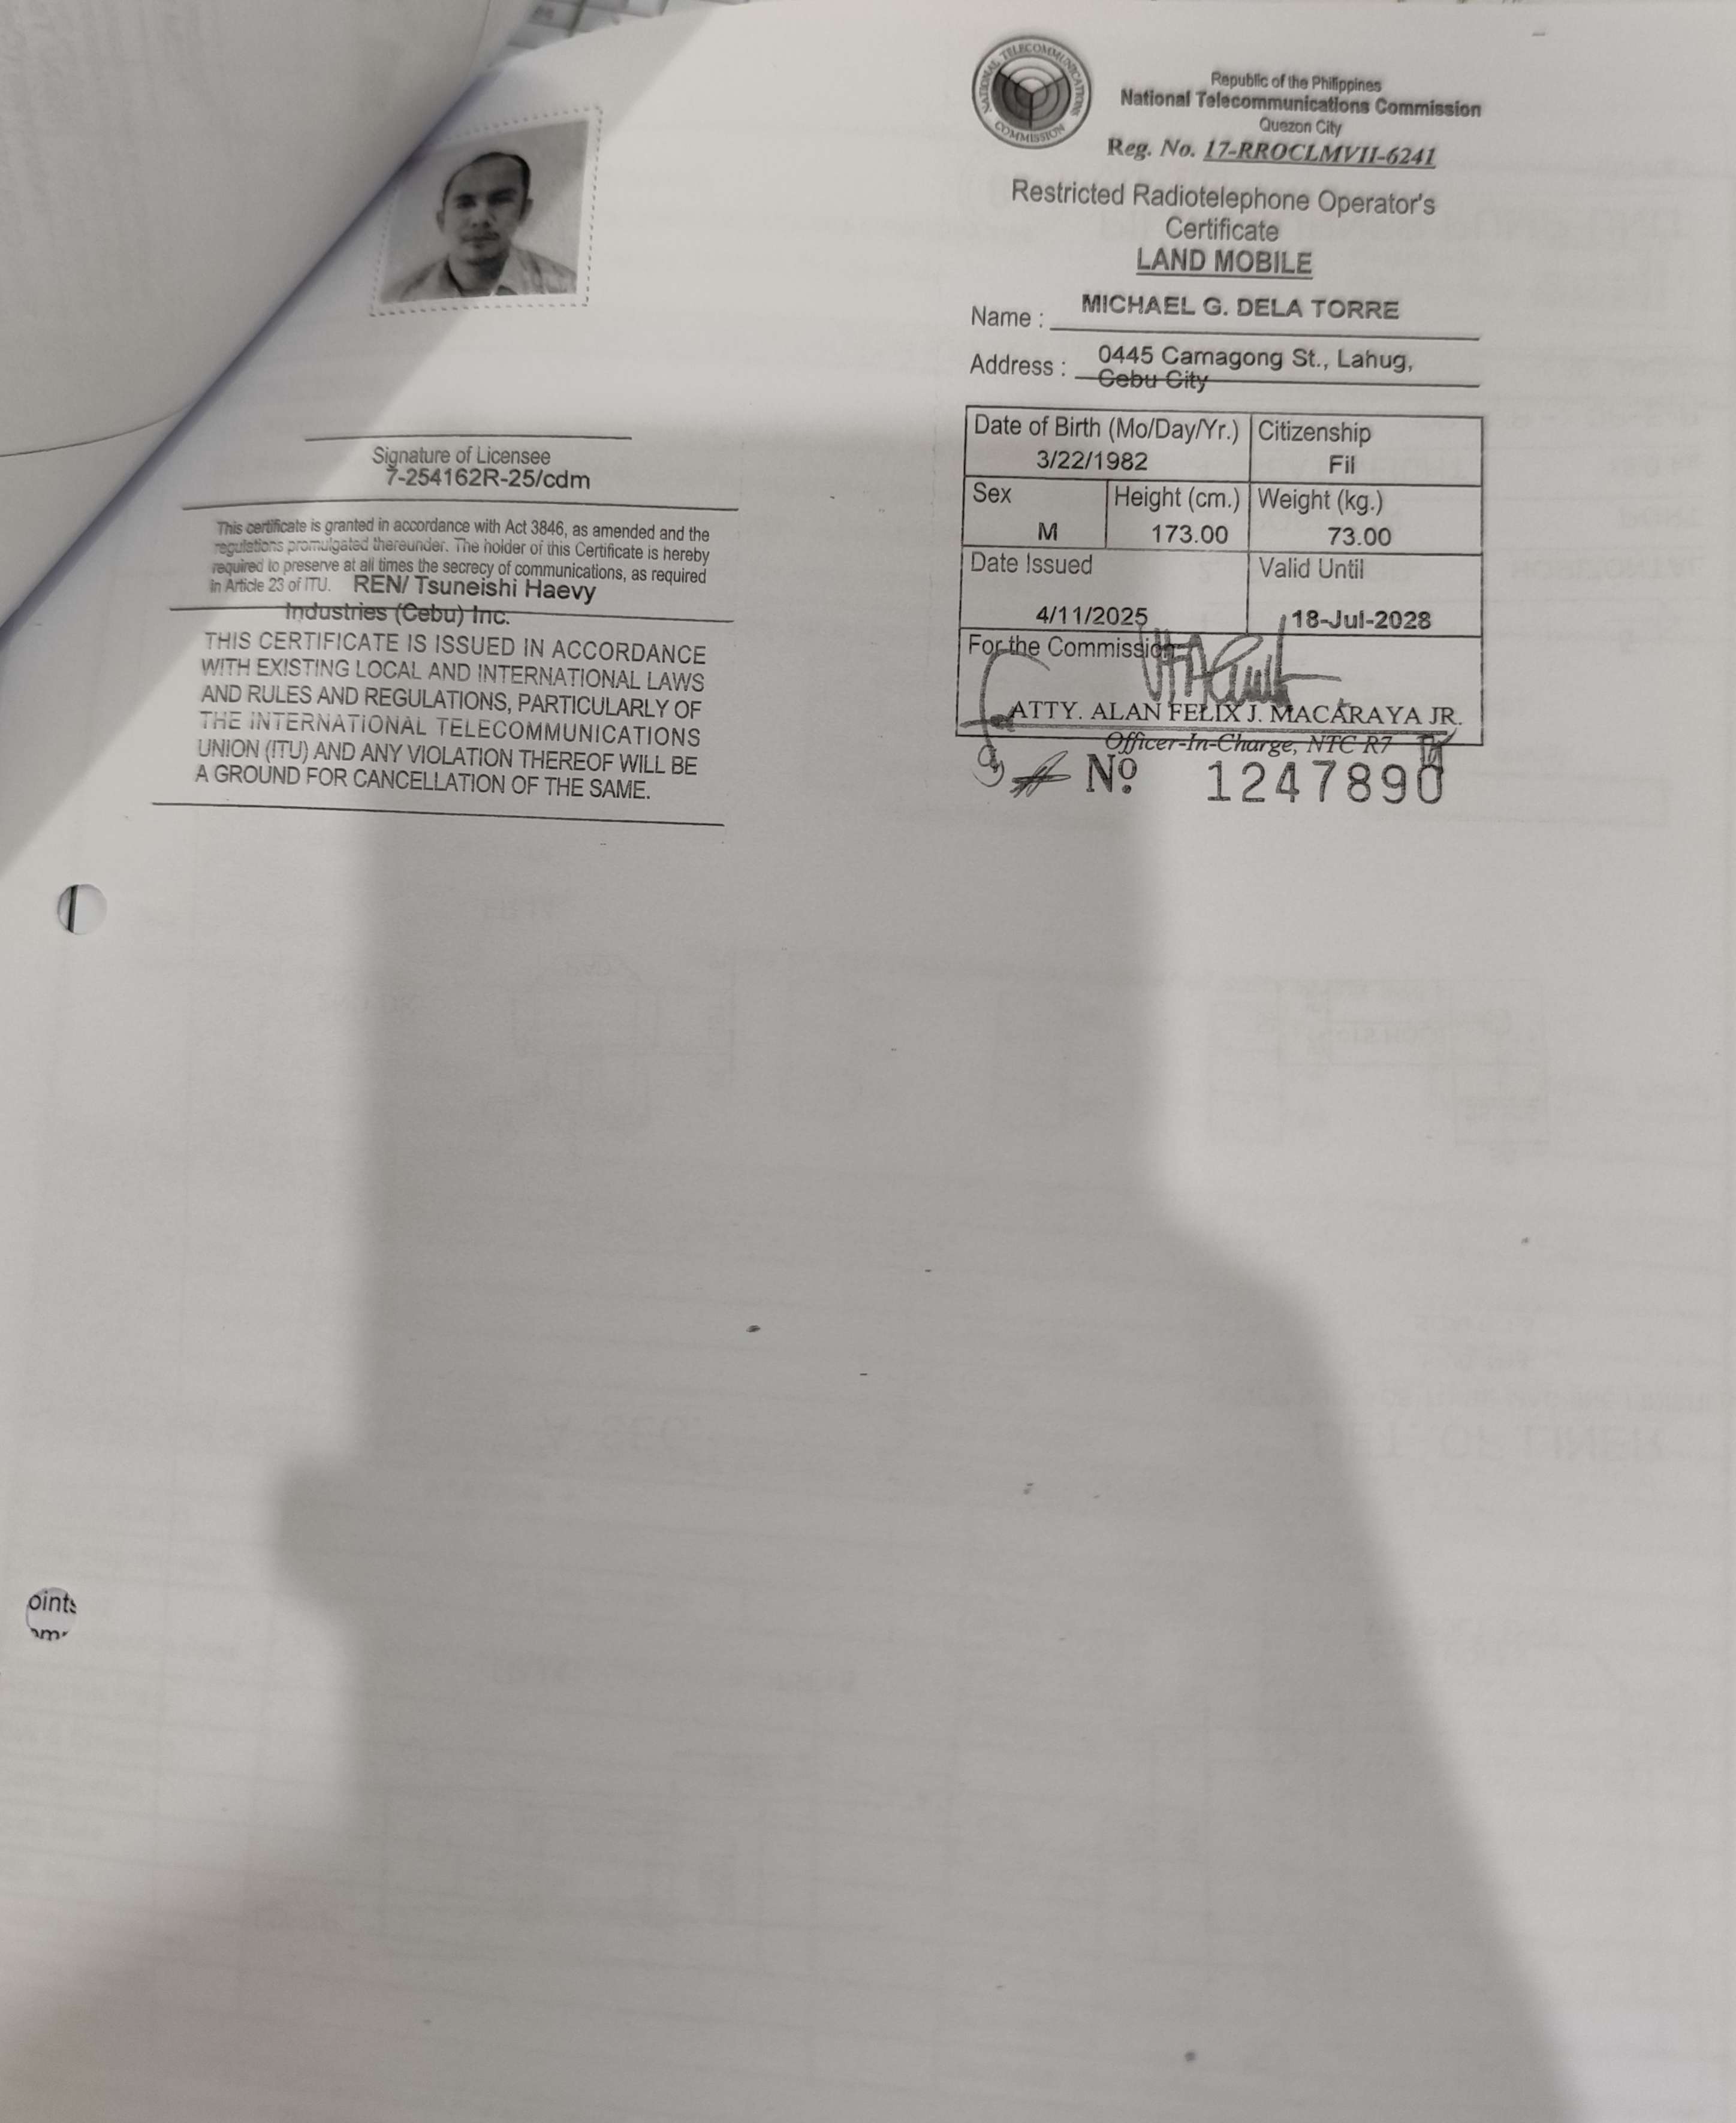 NATIONAL TELECOMMUNICATIONS COMMISSION
Republic of the Philippines
National Telecommunications Commission
Quezon City
Reg. No. 17-RROCLMVII-6241
Restricted Radiotelephone Operator's
Certificate
LAND MOBILE
Name : MICHAEL G. DELA TORRE
Address : 0445 Camagong St., Lahug,
Cebu City
Date of Birth (Mo/Day/Yr.) Citizenship
3/22/1982 Fil
Sex Height (cm.) Weight (kg.)
M 173.00 73.00
Date Issued Valid Until
4/11/2025 18-Jul-2028
For the Commission
ATTY. ALAN FELIX J. MACARAYA JR.
Officer-In-Charge, NTC R7
Nº 1247890
Signature of Licensee
7-254162R-25/cdm
This certificate is granted in accordance with Act 3846, as amended and the
regulations promulgated thereunder. The holder of this Certificate is hereby
required to preserve at all times the secrecy of communications, as required
in Article 23 of ITU. REN/ Tsuneishi Haevy
Industries (Cebu) Inc.
THIS CERTIFICATE IS ISSUED IN ACCORDANCE
WITH EXISTING LOCAL AND INTERNATIONAL LAWS
AND RULES AND REGULATIONS, PARTICULARLY OF
THE INTERNATIONAL TELECOMMUNICATIONS
UNION (ITU) AND ANY VIOLATION THEREOF WILL BE
A GROUND FOR CANCELLATION OF THE SAME.
oints